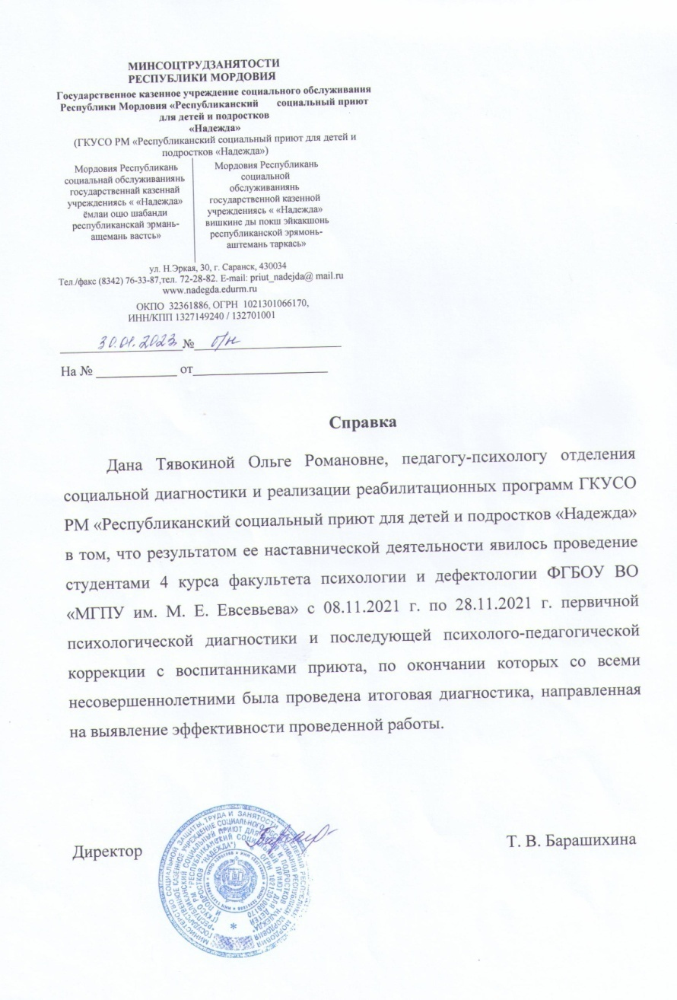 МИНСОЦТРУДЗАНЯТОСТИ
РЕСПУБЛИКИ МОРДОВИЯ
Государственное казенное учреждение социального обслуживания
Республики Мордовия «Республиканский социальный приют
для детей и подростков
«Надежда»
(ГКУСО РМ «Республиканский социальный приют для детей и
подростков «Надежда»)
Мордовия Республикань
социальнай обслуживаниянь
государственнай казеннай
учреждениясь « «Надежда»
ёмлаи оцю шабанди
республиканскай эрмань-
ащемань вастсь»
Мордовия Республикань
социальной
обслуживаниянь
государственной казенной
учреждениясь « «Надежда»
вишкине ды покш эйкакшонь
республиканской эрямонь-
аштемань таркась»
ул. Н.Эркая, 30, г. Саранск, 430034
Тел./факс (8342) 76-33-87,тел. 72-28-82. E-mail: priut_nadejda@ mail.ru
www.nadegda.edurm.ru
ОКПО 32361886, ОГРН 1021301066170,
ИНН/КПП 1327149240 / 132701001
30.01.2023 № б/н
На № ____________ от____________________
Справка
Дана Тявокиной Ольге Романовне, педагогу-психологу отделения
социальной диагностики и реализации реабилитационных программ ГКУСО
РМ «Республиканский социальный приют для детей и подростков «Надежда»
в том, что результатом ее наставнической деятельности явилось проведение
студентами 4 курса факультета психологии и дефектологии ФГБОУ ВО
«МГПУ им. М. Е. Евсевьева» с 08.11.2021 г. по 28.11.2021 г. первичной
психологической диагностики и последующей психолого-педагогической
коррекции с воспитанниками приюта, по окончании которых со всеми
несовершеннолетними была проведена итоговая диагностика, направленная
на выявление эффективности проведенной работы.
Директор
Т. В. Барашихина